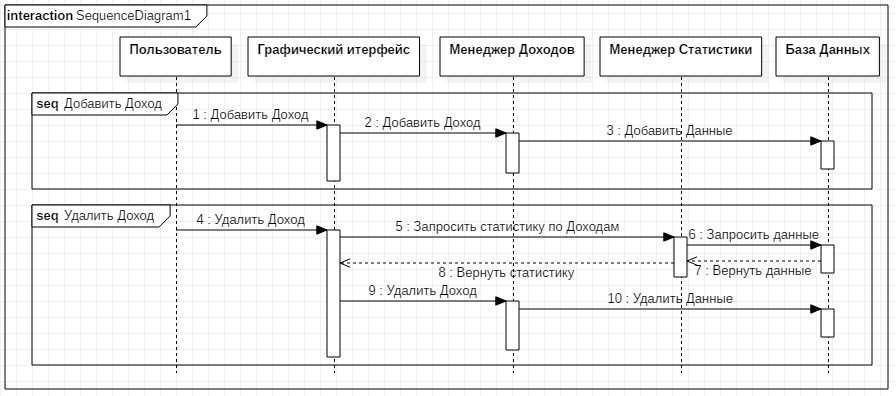 interaction SequenceDiagram1
Пользователь
Графический итерфейс
Менеджер Доходов
Менеджер Статистики
База Данных
seq Добавить Доход
1 : Добавить Доход
2 : Добавить Доход
3 : Добавить Данные
seq Удалить Доход
4 : Удалить Доход
5 : Запросить статистику по Доходам
6 : Запросить данные
7 : Вернуть данные
8 : Вернуть статистику
9 : Удалить Доход
10 : Удалить Данные